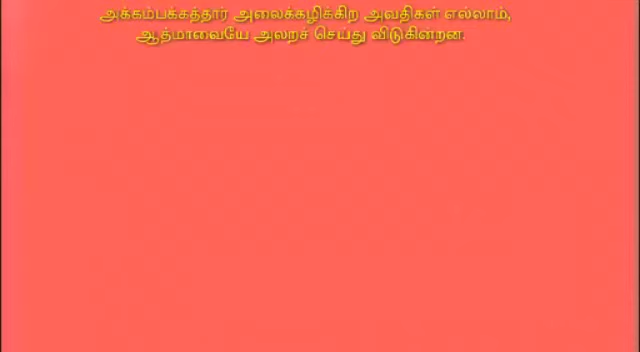 அக்கம்பக்கத்தார் அலைக்கழிக்கிற அவதிகள் எல்லாம்,
ஆத்மாவையே அலறச் செய்து விடுகின்றன.